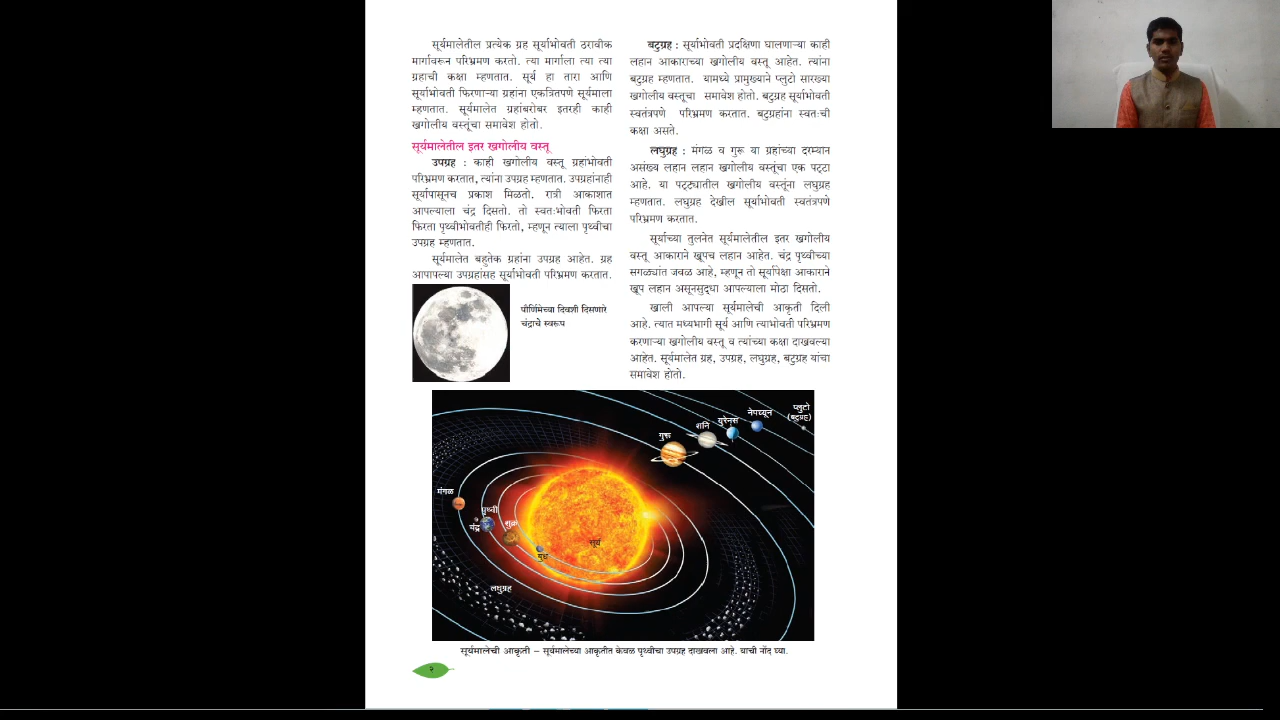 सूर्यमालेतील प्रत्येक ग्रह सूर्याभोवती ठरावीक
मार्गावरून परिभ्रमण करतो. त्या मार्गाला त्या त्या
ग्रहाची कक्षा म्हणतात. सूर्य हा तारा आणि
सूर्याभोवती फिरणाऱ्या ग्रहांना एकत्रितपणे सूर्यमाला
म्हणतात. सूर्यमालेत ग्रहांबरोबर इतरही काही
खगोलीय वस्तूंचा समावेश होतो.
सूर्यमालेतील इतर खगोलीय वस्तू
उपग्रह : काही खगोलीय वस्तू ग्रहांभोवती
परिभ्रमण करतात, त्यांना उपग्रह म्हणतात. उपग्रहांनाही
सूर्यापासूनच प्रकाश मिळतो. रात्री आकाशात
आपल्याला चंद्र दिसतो. तो स्वतःभोवती फिरता
फिरता पृथ्वीभोवतीही फिरतो, म्हणून त्याला पृथ्वीचा
उपग्रह म्हणतात.
सूर्यमालेत बहुतेक ग्रहांना उपग्रह आहेत. ग्रह
आपापल्या उपग्रहांसह सूर्याभोवती परिभ्रमण करतात.
पौर्णिमेच्या दिवशी दिसणारे
चंद्राचे स्वरूप
बटुग्रह : सूर्याभोवती प्रदक्षिणा घालणाऱ्या काही
लहान आकाराच्या खगोलीय वस्तू आहेत. त्यांना
बटुग्रह म्हणतात. यामध्ये प्रामुख्याने प्लुटो सारख्या
खगोलीय वस्तूचा समावेश होतो. बटुग्रह सूर्याभोवती
स्वतंत्रपणे परिभ्रमण करतात. बटुग्रहांना स्वतःची
कक्षा असते.
लघुग्रह : मंगळ व गुरू या ग्रहांच्या दरम्यान
असंख्य लहान लहान खगोलीय वस्तूंचा एक पट्टा
आहे. या पट्ट्यातील खगोलीय वस्तूंना लघुग्रह
म्हणतात. लघुग्रह देखील सूर्याभोवती स्वतंत्रपणे
परिभ्रमण करतात.
सूर्याच्या तुलनेत सूर्यमालेतील इतर खगोलीय
वस्तू आकाराने खूपच लहान आहेत. चंद्र पृथ्वीच्या
सगळ्यांत जवळ आहे, म्हणून तो सूर्यापेक्षा आकाराने
खूप लहान असूनसुद्धा आपल्याला मोठा दिसतो.
खाली आपल्या सूर्यमालेची आकृती दिली
आहे. त्यात मध्यभागी सूर्य आणि त्याभोवती परिभ्रमण
करणाऱ्या खगोलीय वस्तू व त्यांच्या कक्षा दाखवल्या
आहेत. सूर्यमालेत ग्रह, उपग्रह, लघुग्रह, बटुग्रह यांचा
समावेश होतो.
प्लुटो
(बटुग्रह)
नेपच्यून
युरेनस
शनि
गुरू
मंगळ
पृथ्वी
चंद्र
शुक्र
बुध
सूर्य
लघुग्रह
सूर्यमालेची आकृती – सूर्यमालेच्या आकृतीत केवळ पृथ्वीचा उपग्रह दाखवला आहे. याची नोंद घ्या.
२